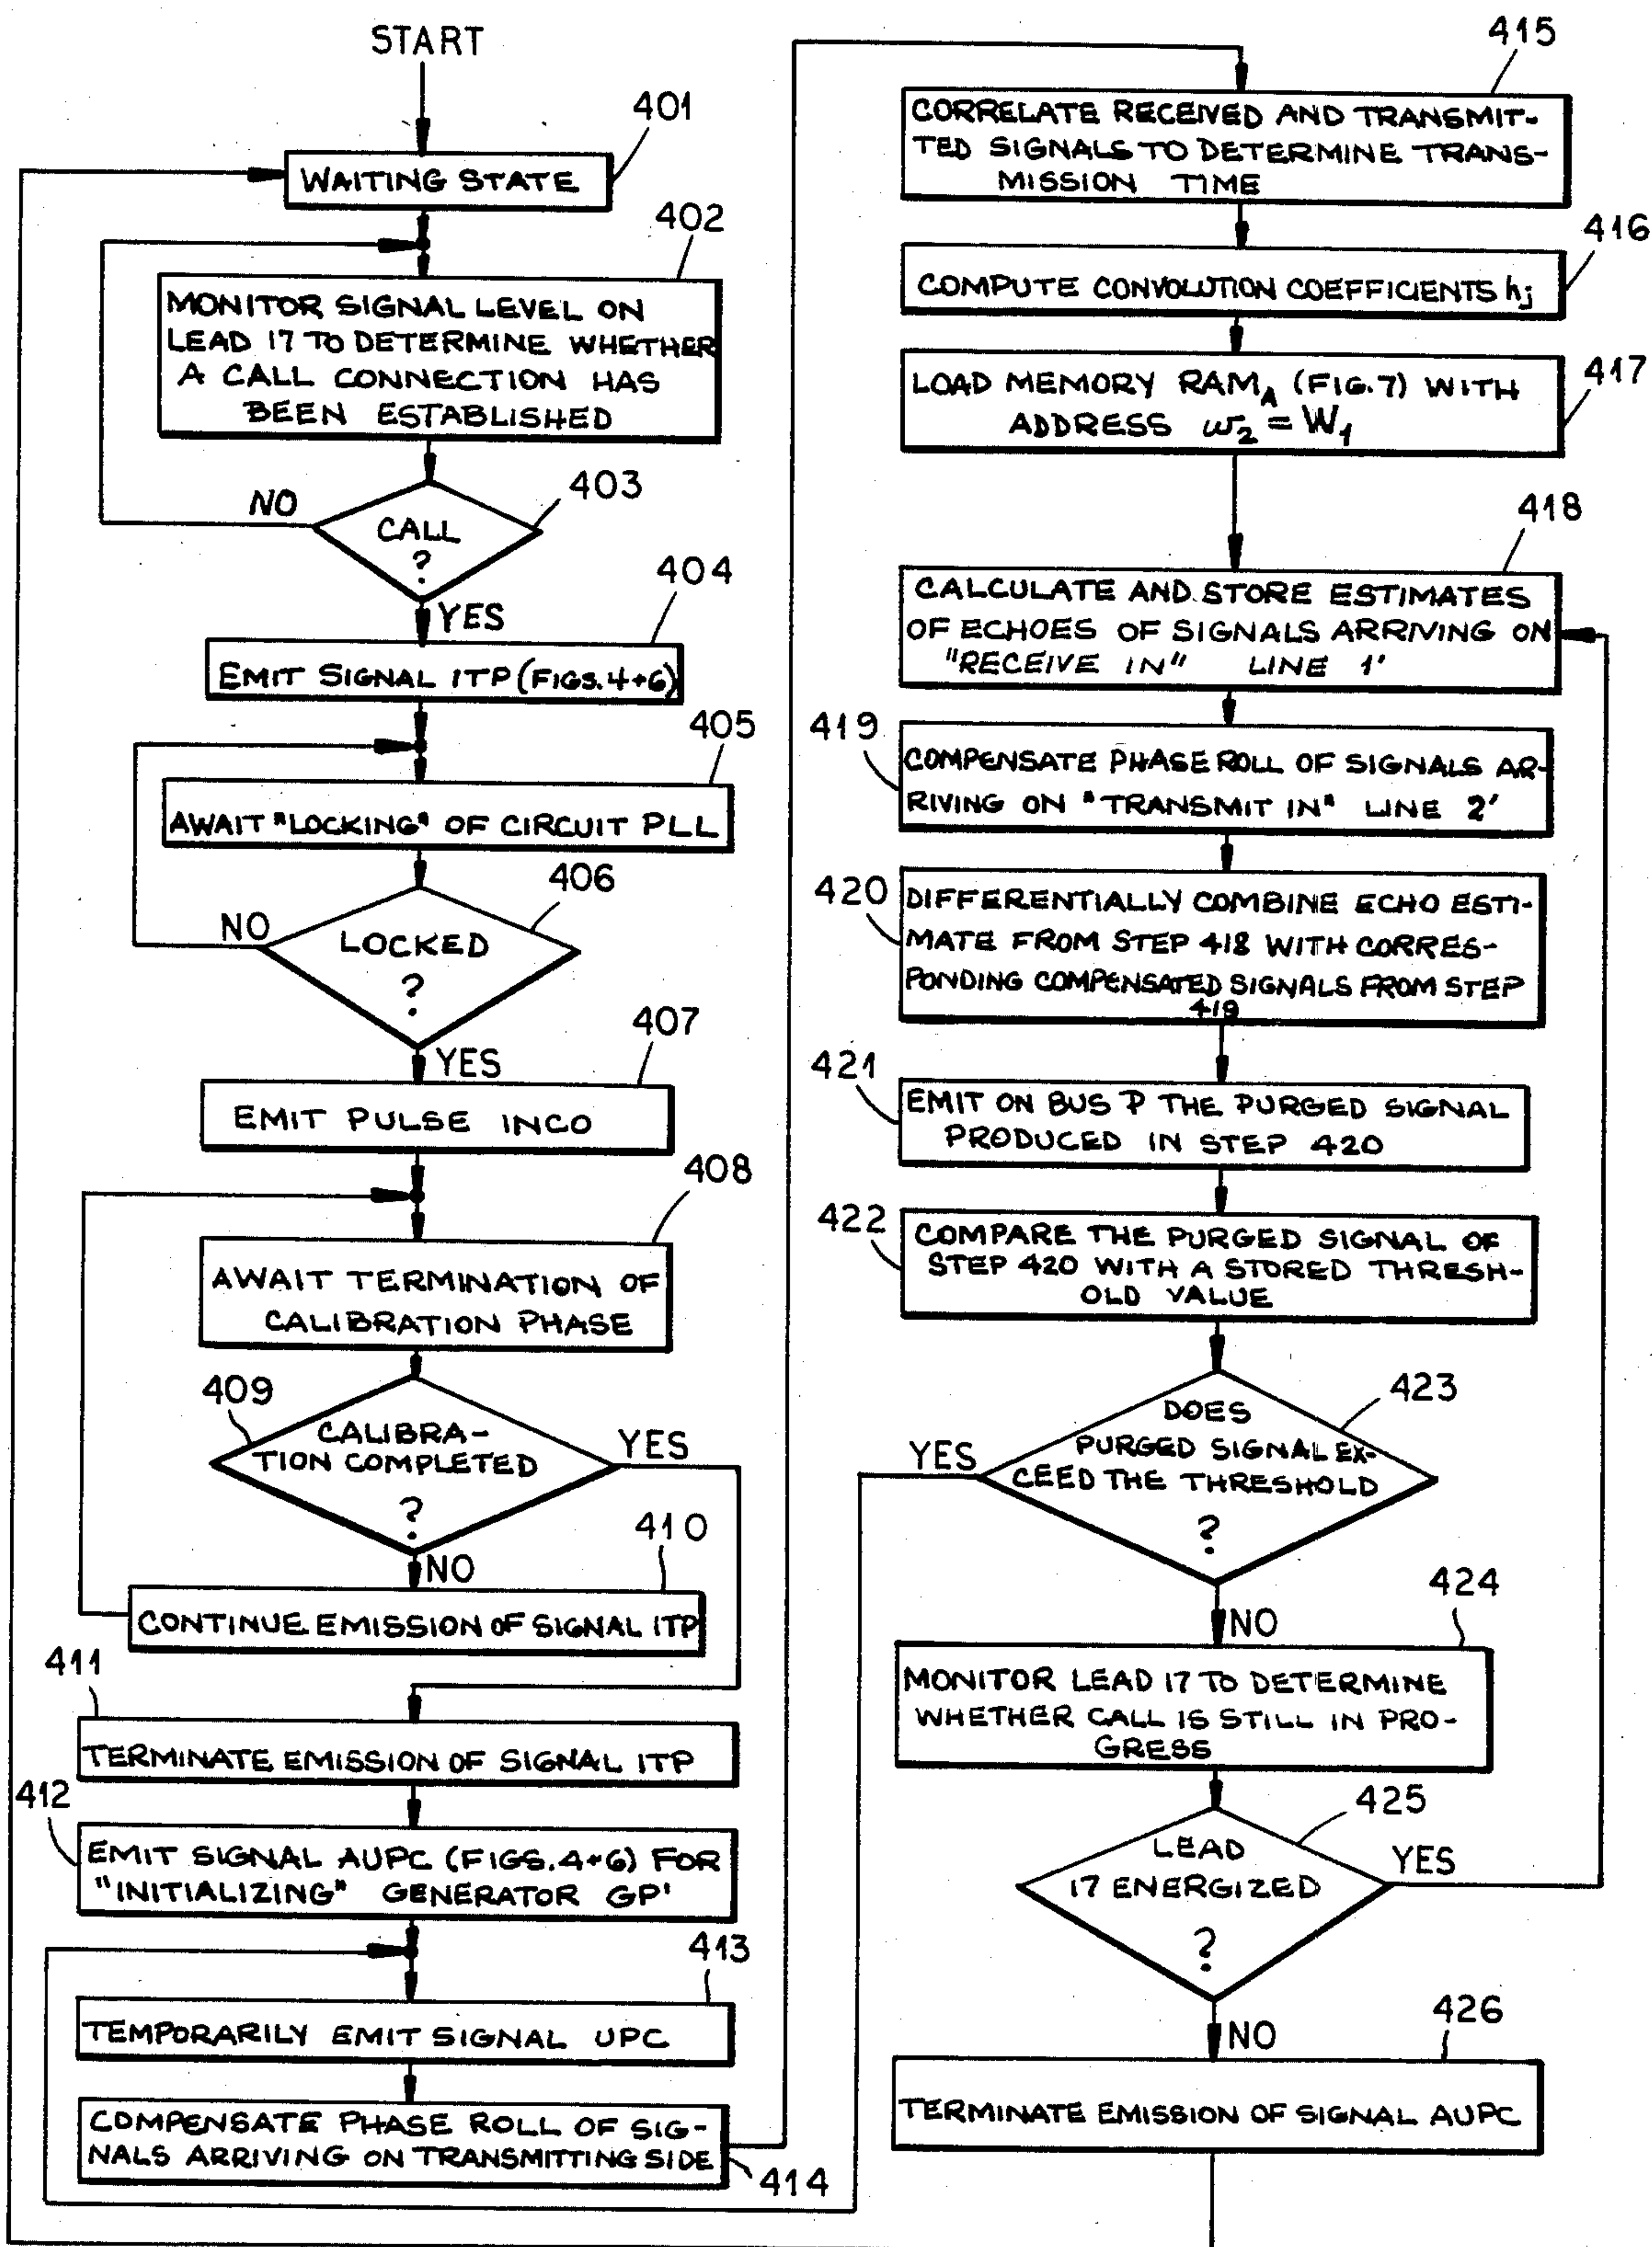 START
401
WAITING STATE
402
MONITOR SIGNAL LEVEL ON
LEAD 17 TO DETERMINE WHETHER
A CALL CONNECTION HAS
BEEN ESTABLISHED
403
NO
CALL
?
YES
404
EMIT SIGNAL ITP (FIGS. 4+6)
405
AWAIT "LOCKING" OF CIRCUIT PLL
406
NO
LOCKED
?
YES
407
EMIT PULSE INCO
408
AWAIT TERMINATION OF
CALIBRATION PHASE
409
CALIBRA-
TION COMPLETED
?
YES
NO
410
CONTINUE EMISSION OF SIGNAL ITP
411
TERMINATE EMISSION OF SIGNAL ITP
412
EMIT SIGNAL AUPC (FIGS. 4+6) FOR
"INITIALIZING" GENERATOR GP'
413
TEMPORARILY EMIT SIGNAL UPC
COMPENSATE PHASE ROLL OF SIG-
NALS ARRIVING ON TRANSMITTING SIDE
414
415
CORRELATE RECEIVED AND TRANSMIT-
TED SIGNALS TO DETERMINE TRANS-
MISSION TIME
416
COMPUTE CONVOLUTION COEFFICIENTS hj
417
LOAD MEMORY RAM_A (FIG. 7) WITH
ADDRESS w₂ = W₁
418
CALCULATE AND STORE ESTIMATES
OF ECHOES OF SIGNALS ARRIVING ON
"RECEIVE IN" LINE 1'
419
COMPENSATE PHASE ROLL OF SIGNALS AR-
RIVING ON "TRANSMIT IN" LINE 2'
420
DIFFERENTIALLY COMBINE ECHO ESTI-
MATE FROM STEP 418 WITH CORRES-
PONDING COMPENSATED SIGNALS FROM STEP
419
421
EMIT ON BUS P THE PURGED SIGNAL
PRODUCED IN STEP 420
422
COMPARE THE PURGED SIGNAL OF
STEP 420 WITH A STORED THRESH-
OLD VALUE
423
YES
DOES
PURGED SIGNAL EX-
CEED THE THRESHOLD
?
NO
424
MONITOR LEAD 17 TO DETERMINE
WHETHER CALL IS STILL IN PRO-
GRESS
425
LEAD
17 ENERGIZED
?
YES
NO
426
TERMINATE EMISSION OF SIGNAL AUPC